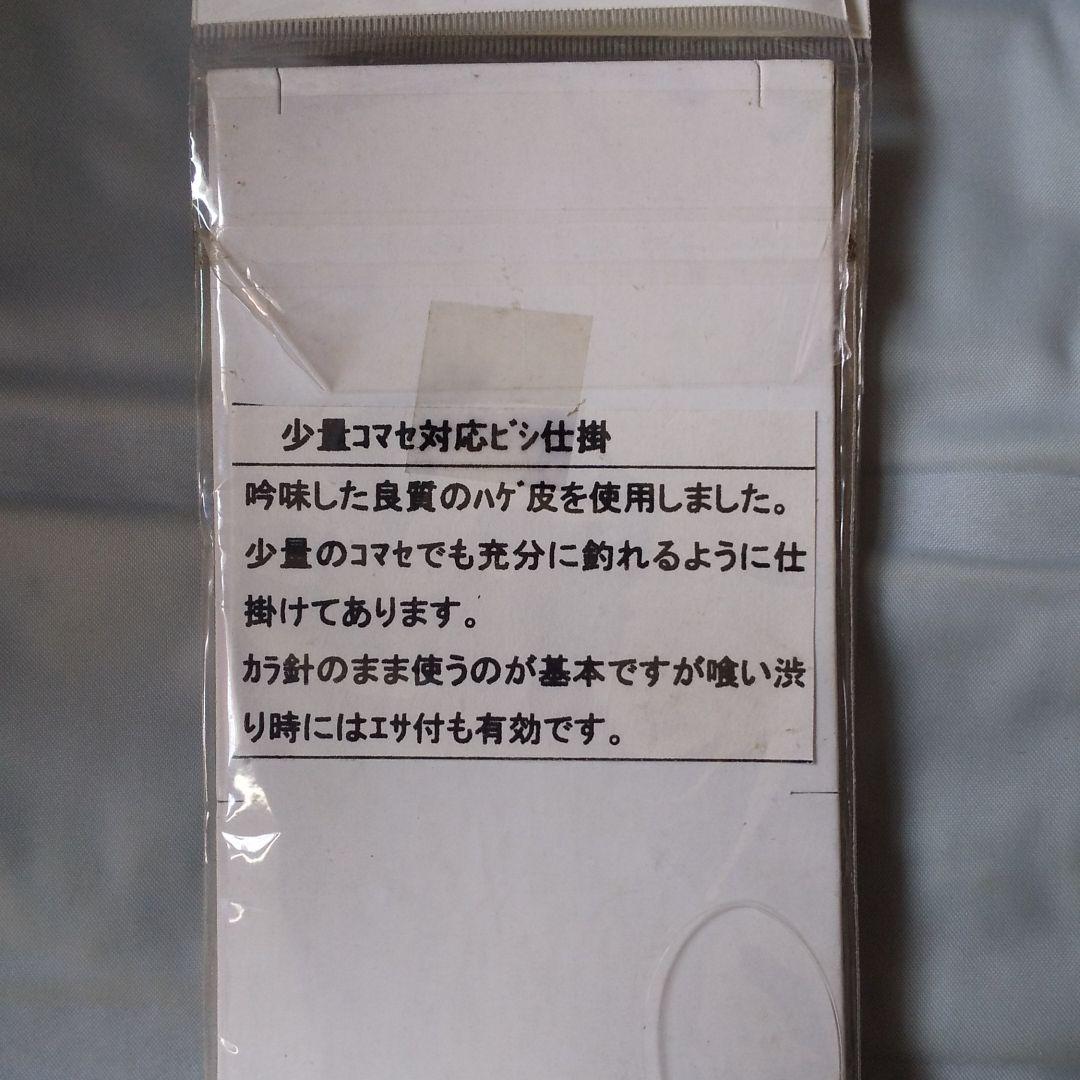 少量ｺﾏｾ対応ﾋﾞｼ仕掛
吟味した良質のﾊｹﾞ皮を使用しました。
少量のｺﾏｾでも充分に釣れるように仕
掛けてあります。
ｶﾗ針のまま使うのが基本ですが喰い渋
り時にはｴｻ付も有効です。